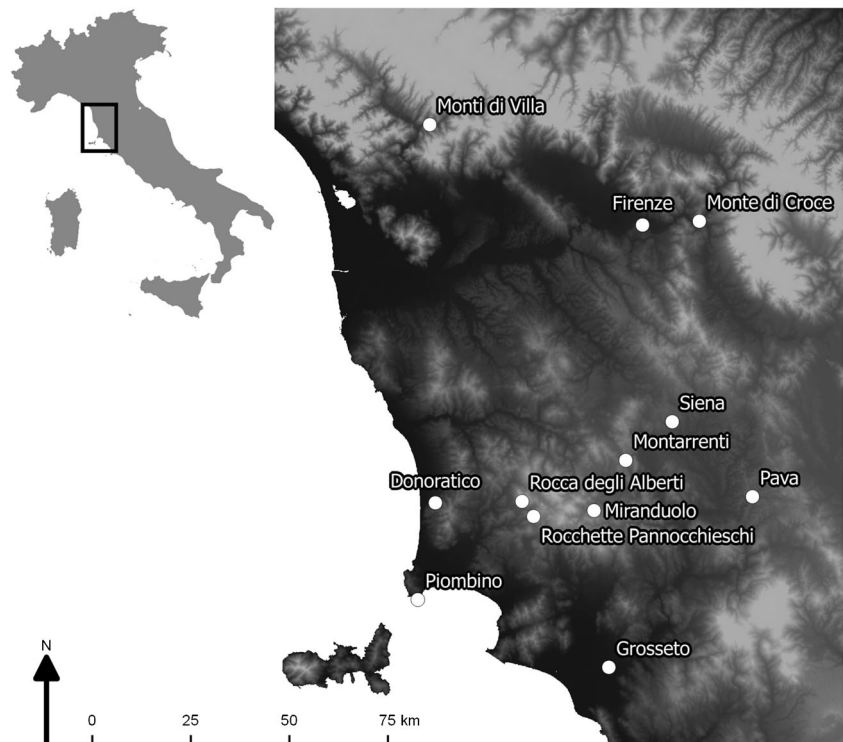 Monti di Villa
Firenze
Monte di Croce
Siena
Montarrenti
Donoratico
Rocca degli Alberti
Pava
Miranduolo
Rocchette Pannocchieschi
Piombino
Grosseto
N
0 25 50 75 km